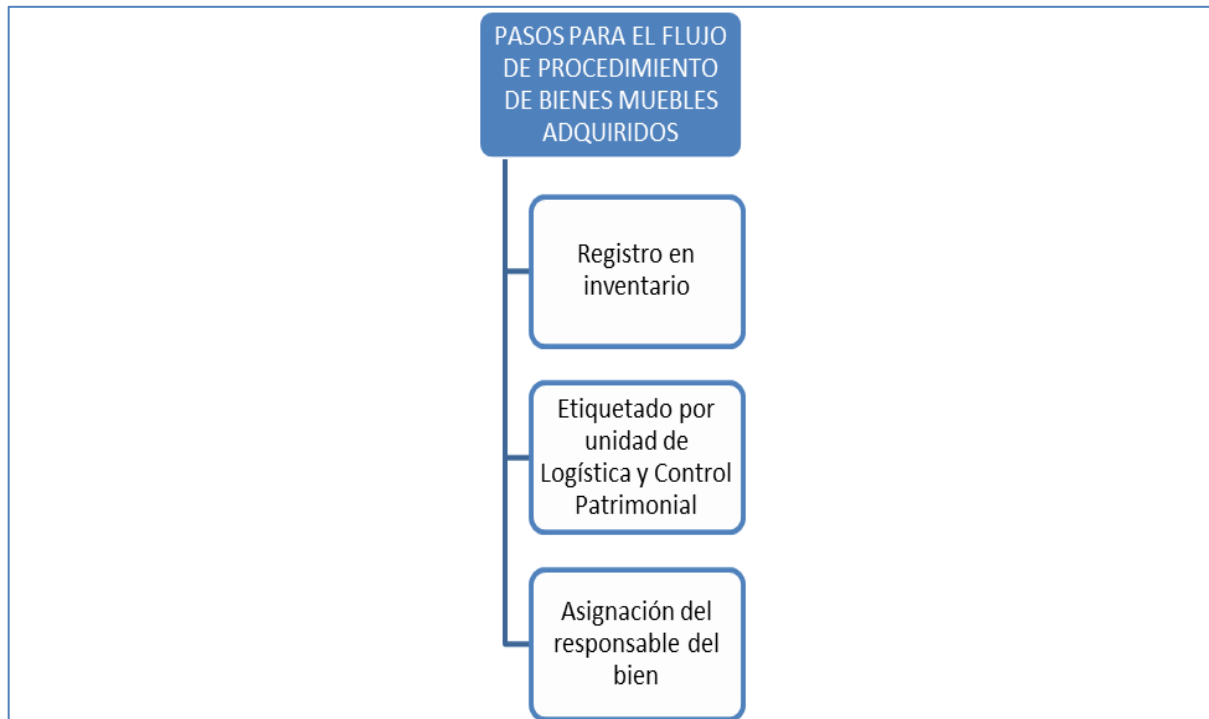 PASOS PARA EL FLUJO
DE PROCEDIMIENTO
DE BIENES MUEBLES
ADQUIRIDOS
Registro en
inventario
Etiquetado por
unidad de
Logística y Control
Patrimonial
Asignación del
responsable del
bien